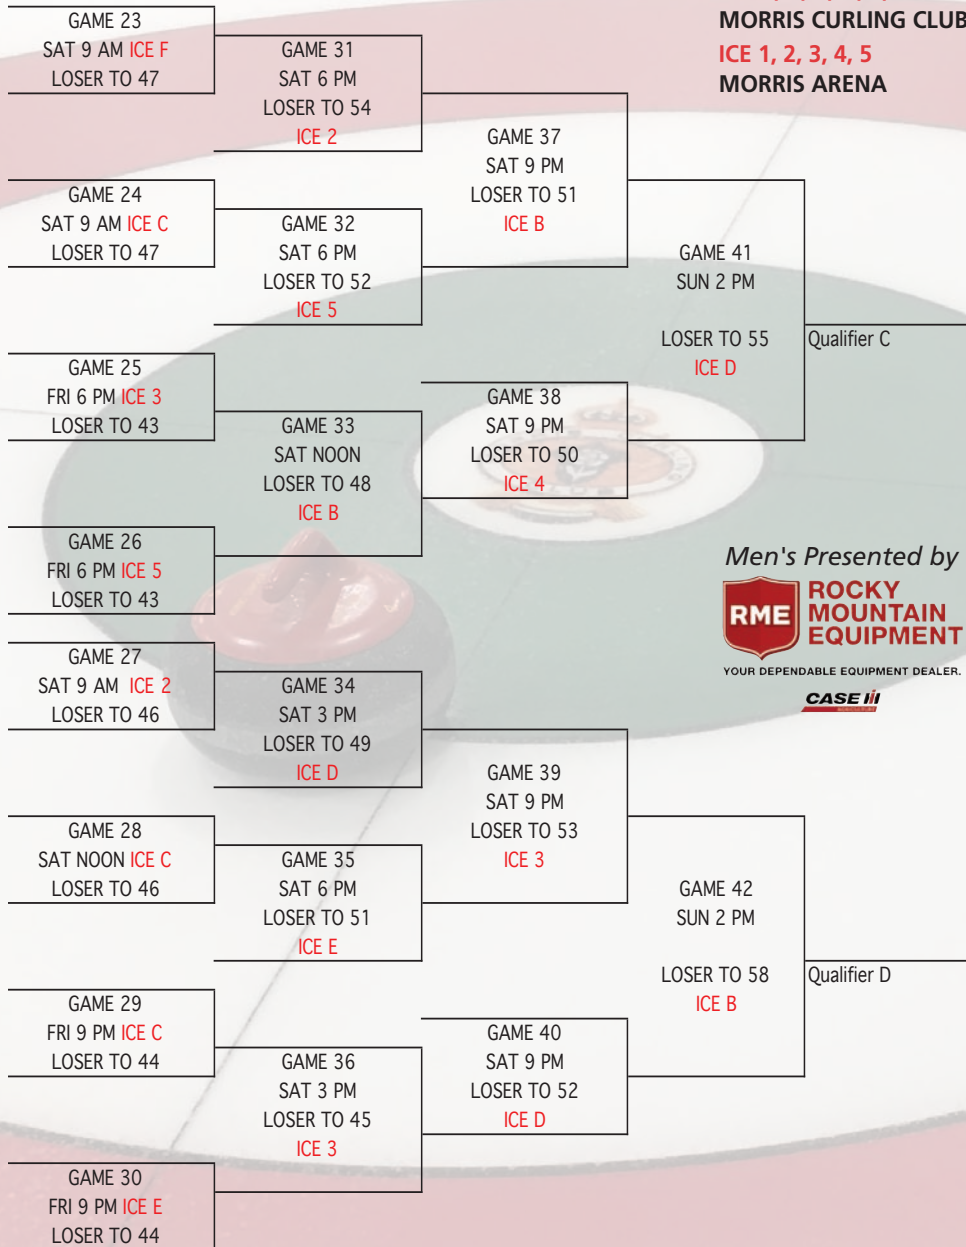 MORRIS CURLING CLUB
ICE 1, 2, 3, 4, 5
MORRIS ARENA
GAME 23
SAT 9 AM ICE F
LOSER TO 47
GAME 31
SAT 6 PM
LOSER TO 54
ICE 2
GAME 37
SAT 9 PM
LOSER TO 51
ICE B
GAME 24
SAT 9 AM ICE C
LOSER TO 47
GAME 32
SAT 6 PM
LOSER TO 52
ICE 5
GAME 41
SUN 2 PM
LOSER TO 55
ICE D
Qualifier C
GAME 25
FRI 6 PM ICE 3
LOSER TO 43
GAME 33
SAT NOON
LOSER TO 48
ICE B
GAME 38
SAT 9 PM
LOSER TO 50
ICE 4
GAME 26
FRI 6 PM ICE 5
LOSER TO 43
Men's Presented by
RME
ROCKY
MOUNTAIN
EQUIPMENT
YOUR DEPENDABLE EQUIPMENT DEALER.
CASE IH
GAME 27
SAT 9 AM ICE 2
LOSER TO 46
GAME 34
SAT 3 PM
LOSER TO 49
ICE D
GAME 39
SAT 9 PM
LOSER TO 53
ICE 3
GAME 28
SAT NOON ICE C
LOSER TO 46
GAME 35
SAT 6 PM
LOSER TO 51
ICE E
GAME 42
SUN 2 PM
LOSER TO 58
ICE B
Qualifier D
GAME 29
FRI 9 PM ICE C
LOSER TO 44
GAME 36
SAT 3 PM
LOSER TO 45
ICE 3
GAME 40
SAT 9 PM
LOSER TO 52
ICE D
GAME 30
FRI 9 PM ICE E
LOSER TO 44